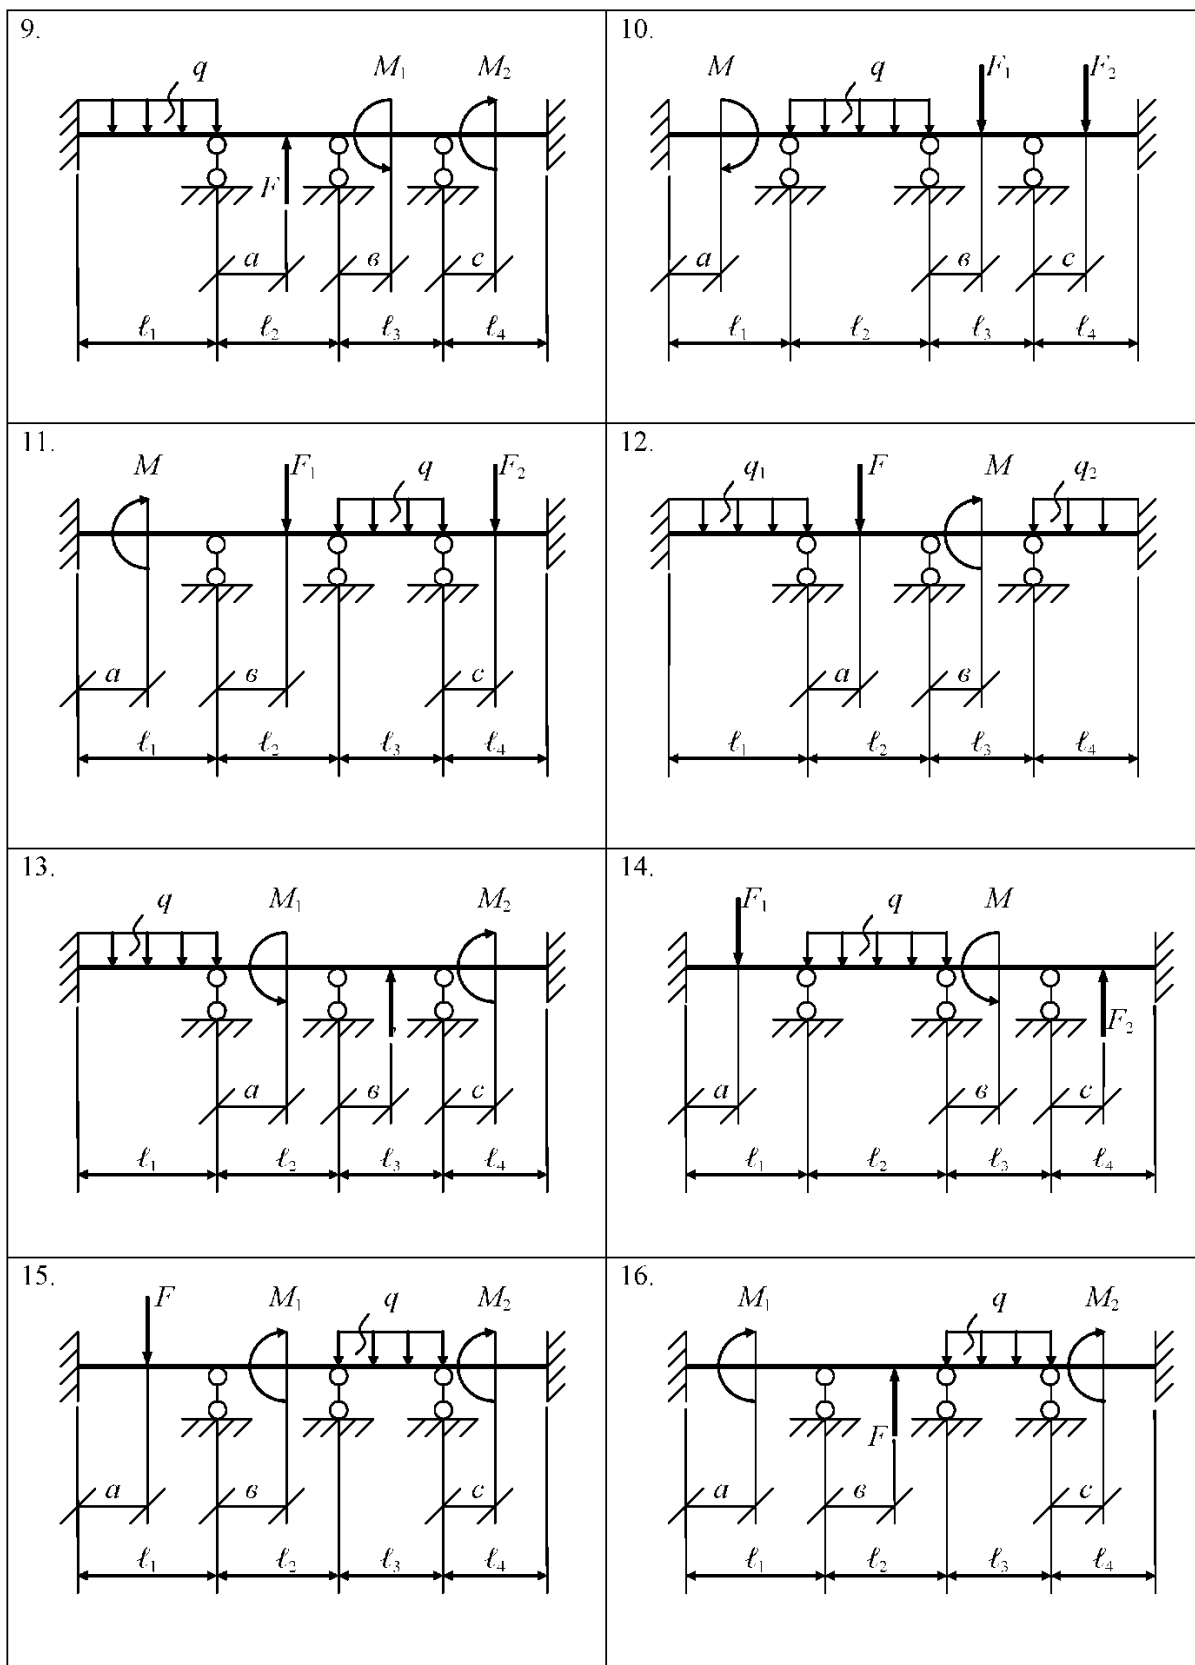 9.
q M₁ M₂
F
a в c
ℓ₁ ℓ₂ ℓ₃ ℓ₄
10.
M q F₁ F₂
a в c
ℓ₁ ℓ₂ ℓ₃ ℓ₄
11.
M F₁ q F₂
a в c
ℓ₁ ℓ₂ ℓ₃ ℓ₄
12.
q₁ F M q₂
a в
ℓ₁ ℓ₂ ℓ₃ ℓ₄
13.
q M₁ M₂
a в c
ℓ₁ ℓ₂ ℓ₃ ℓ₄
14.
F₁ q M
F₂
a в c
ℓ₁ ℓ₂ ℓ₃ ℓ₄
15.
F M₁ q M₂
a в c
ℓ₁ ℓ₂ ℓ₃ ℓ₄
16.
M₁ q M₂
F
a в c
ℓ₁ ℓ₂ ℓ₃ ℓ₄